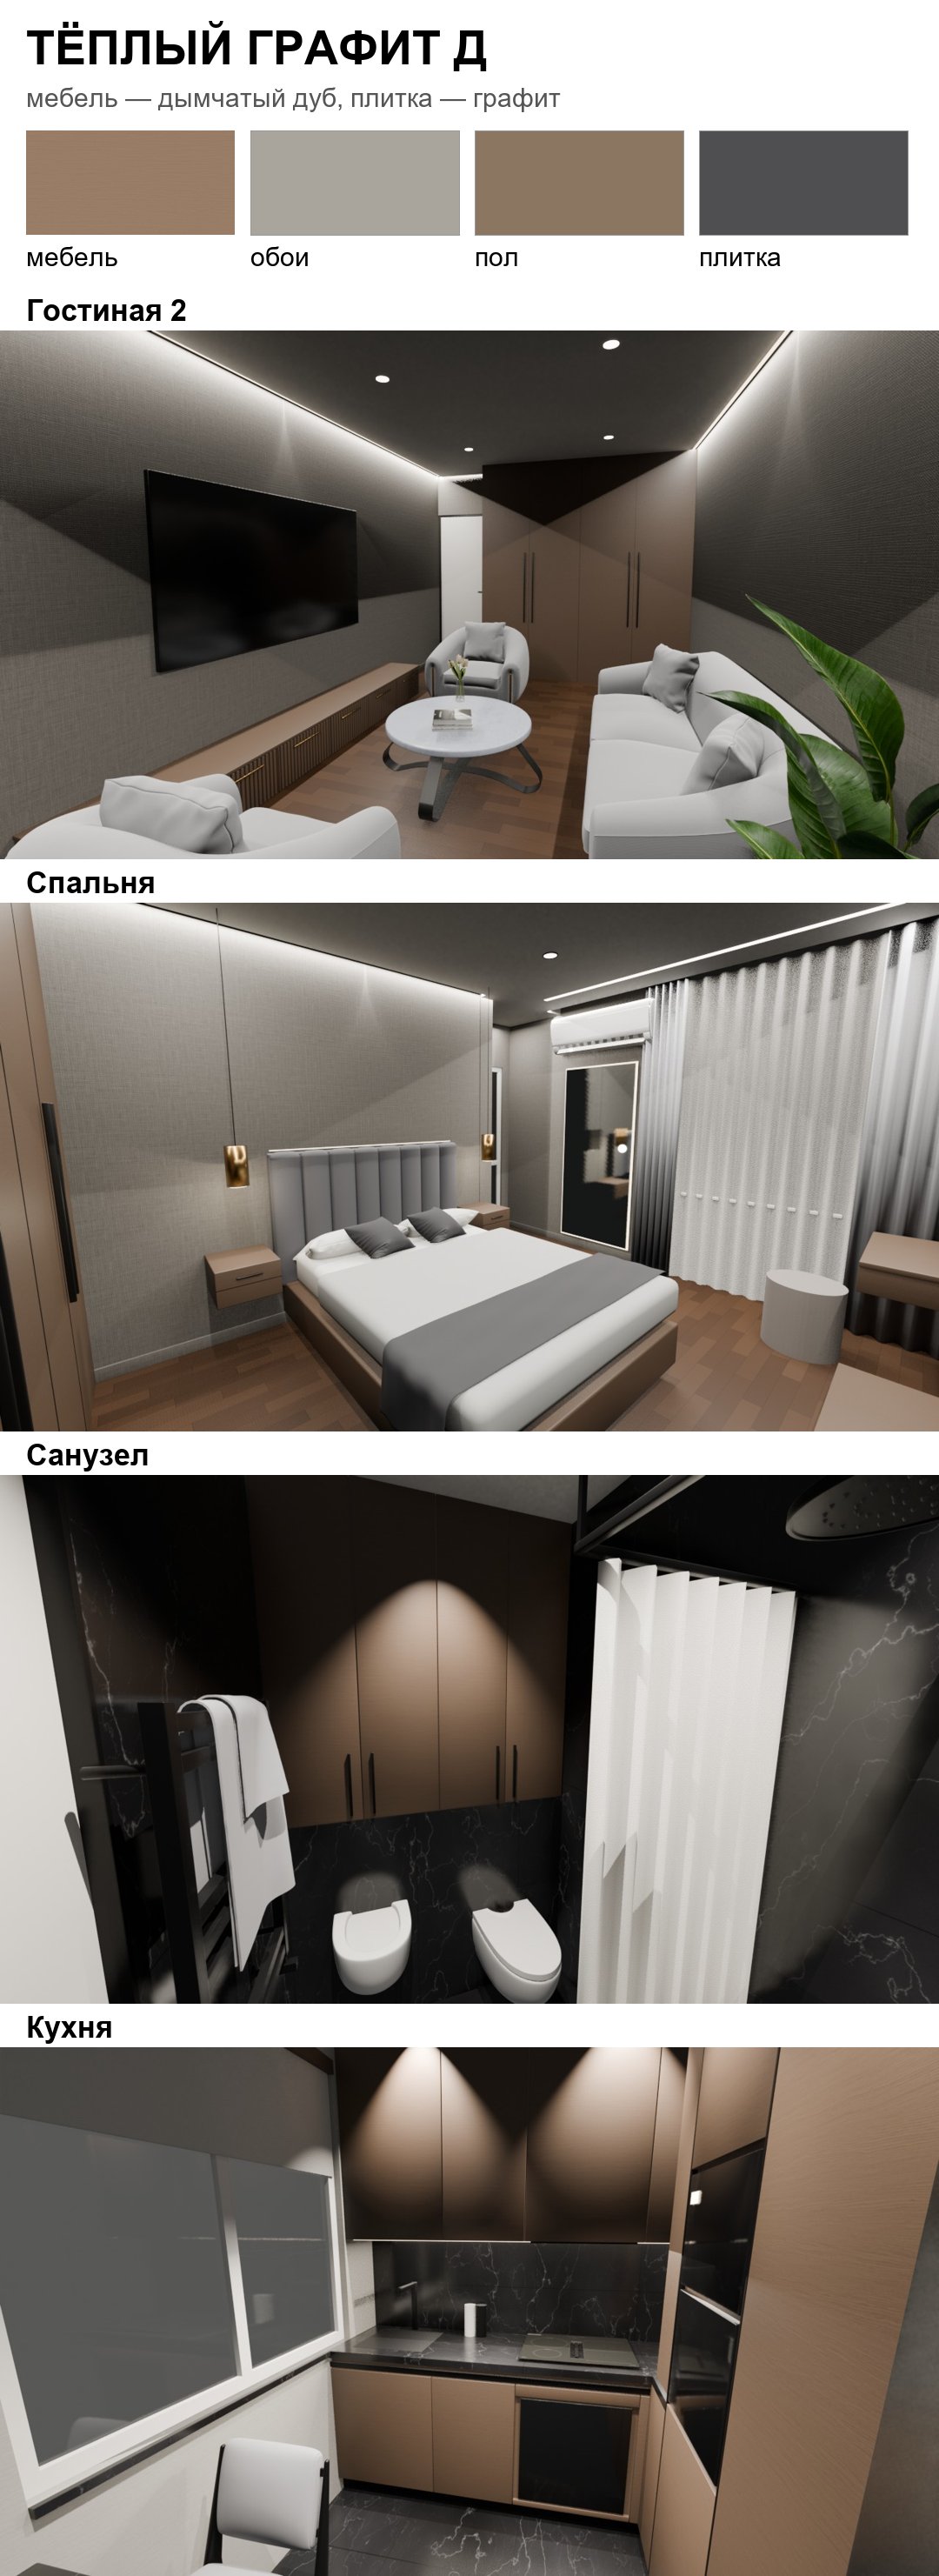 ТЁПЛЫЙ ГРАФИТ Д
мебель — дымчатый дуб, плитка — графит
мебель обои пол плитка
Гостиная 2
Спальня
Санузел
Кухня